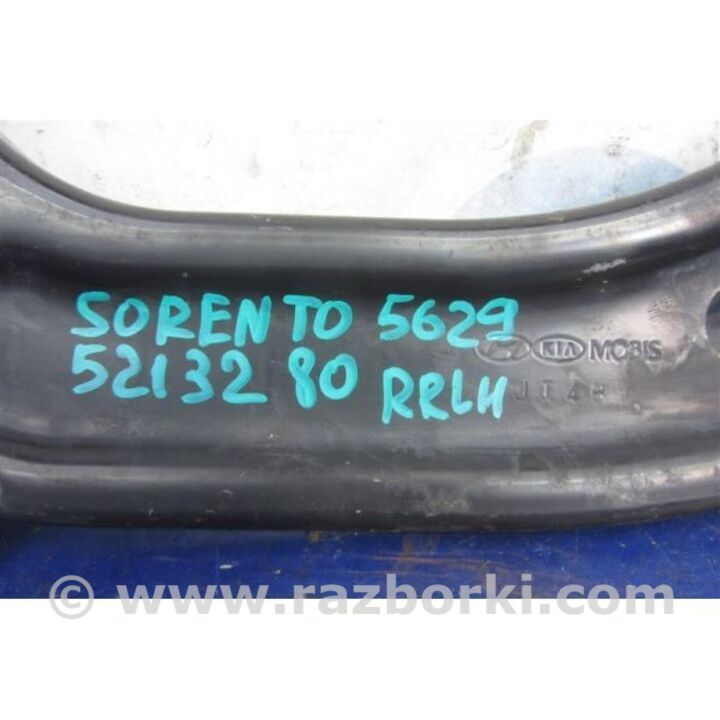 SORENTO 5629
KIA MOBIS
52132 80 RRLH
© www.razborki.com